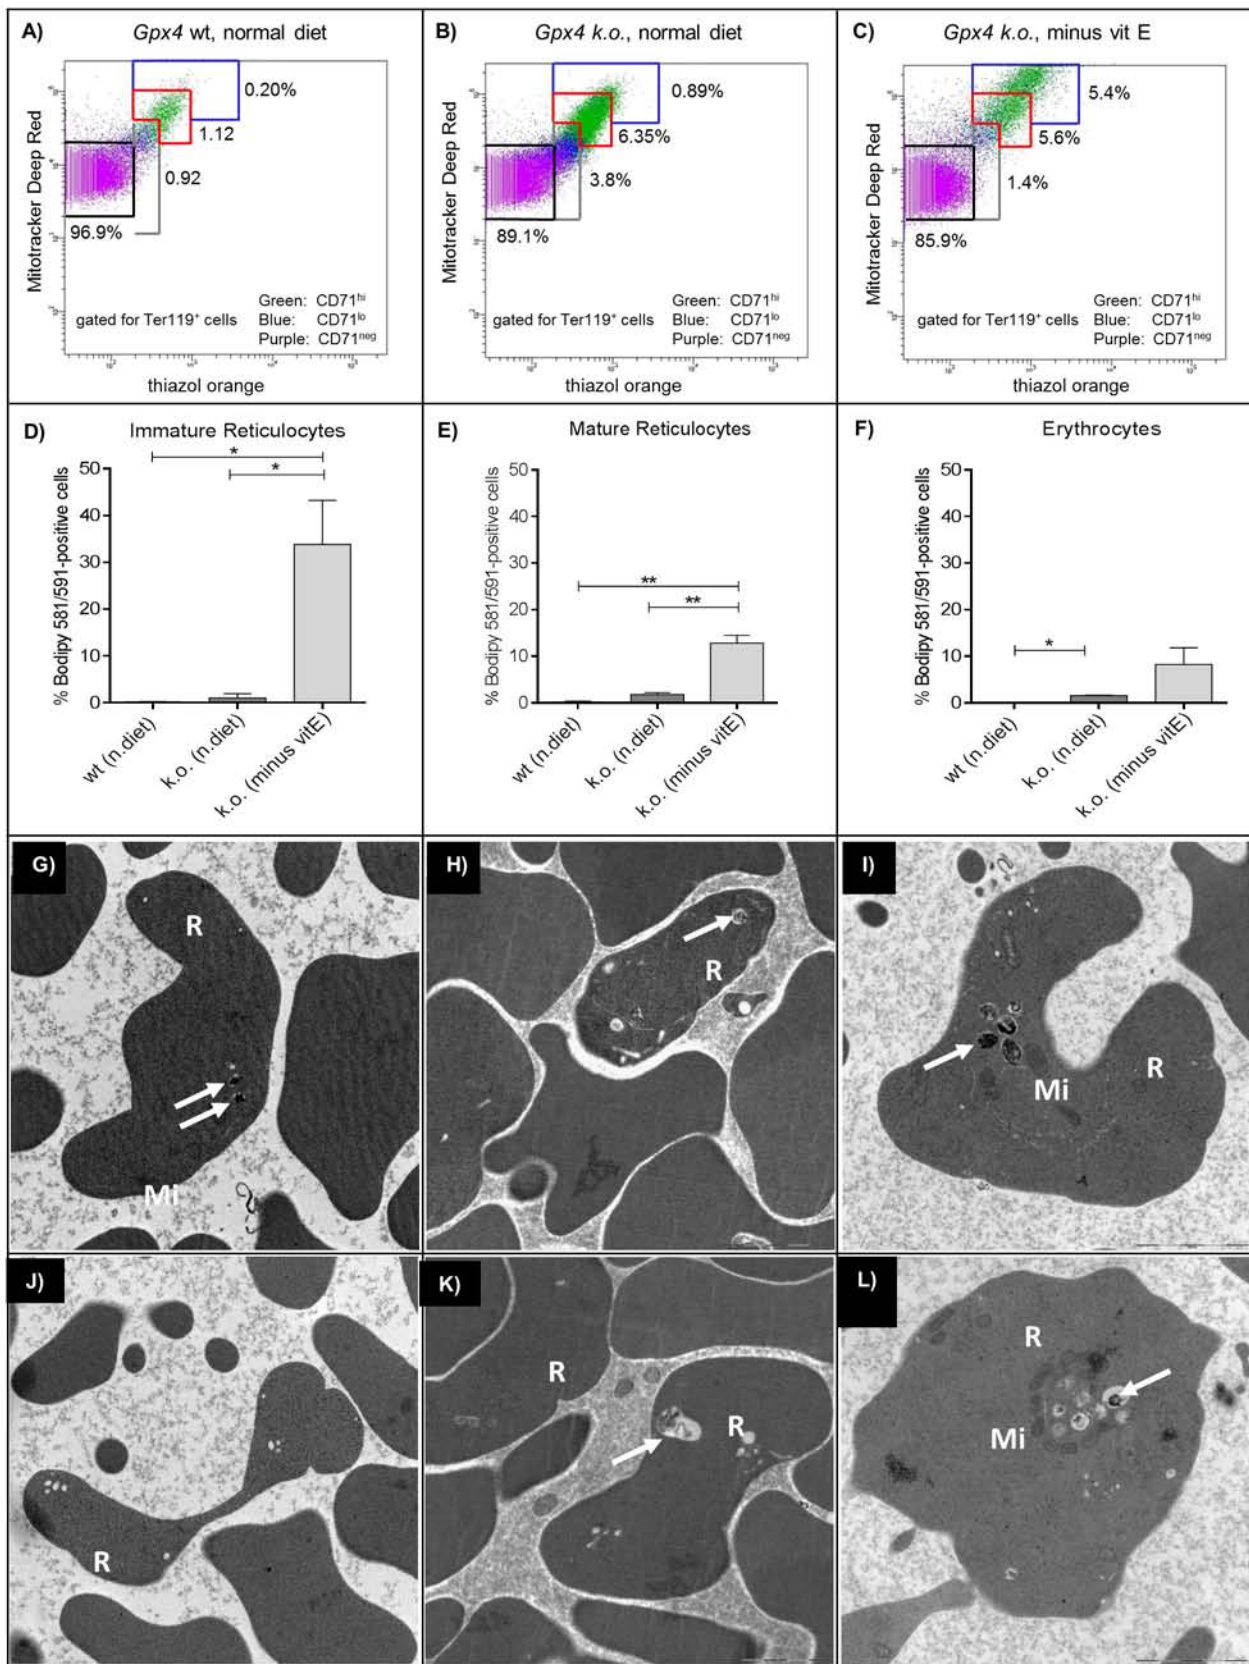 A) Gpx4 wt, normal diet
Mitotracker Deep Red
0.20%
1.12
0.92
96.9%
Green: CD71hi
Blue: CD71lo
Purple: CD71neg
gated for Ter119+ cells
thiazol orange
B) Gpx4 k.o., normal diet
Mitotracker Deep Red
0.89%
6.35%
3.8%
89.1%
Green: CD71hi
Blue: CD71lo
Purple: CD71neg
gated for Ter119+ cells
thiazol orange
C) Gpx4 k.o., minus vit E
Mitotracker Deep Red
5.4%
5.6%
1.4%
85.9%
Green: CD71hi
Blue: CD71lo
Purple: CD71neg
gated for Ter119+ cells
thiazol orange
D) Immature Reticulocytes
% Bodipy 581/591-positive cells
50
40
30
20
10
0
*
*
wt (n.diet)
k.o. (n.diet)
k.o. (minus vitE)
E) Mature Reticulocytes
% Bodipy 581/591-positive cells
50
40
30
20
10
0
**
**
wt (n.diet)
k.o. (n.diet)
k.o. (minus vitE)
F) Erythrocytes
% Bodipy 581/591-positive cells
50
40
30
20
10
0
*
wt (n.diet)
k.o. (n.diet)
k.o. (minus vitE)
G)
R
Mi
H)
R
I)
Mi
R
J)
R
K)
R
R
L)
R
Mi